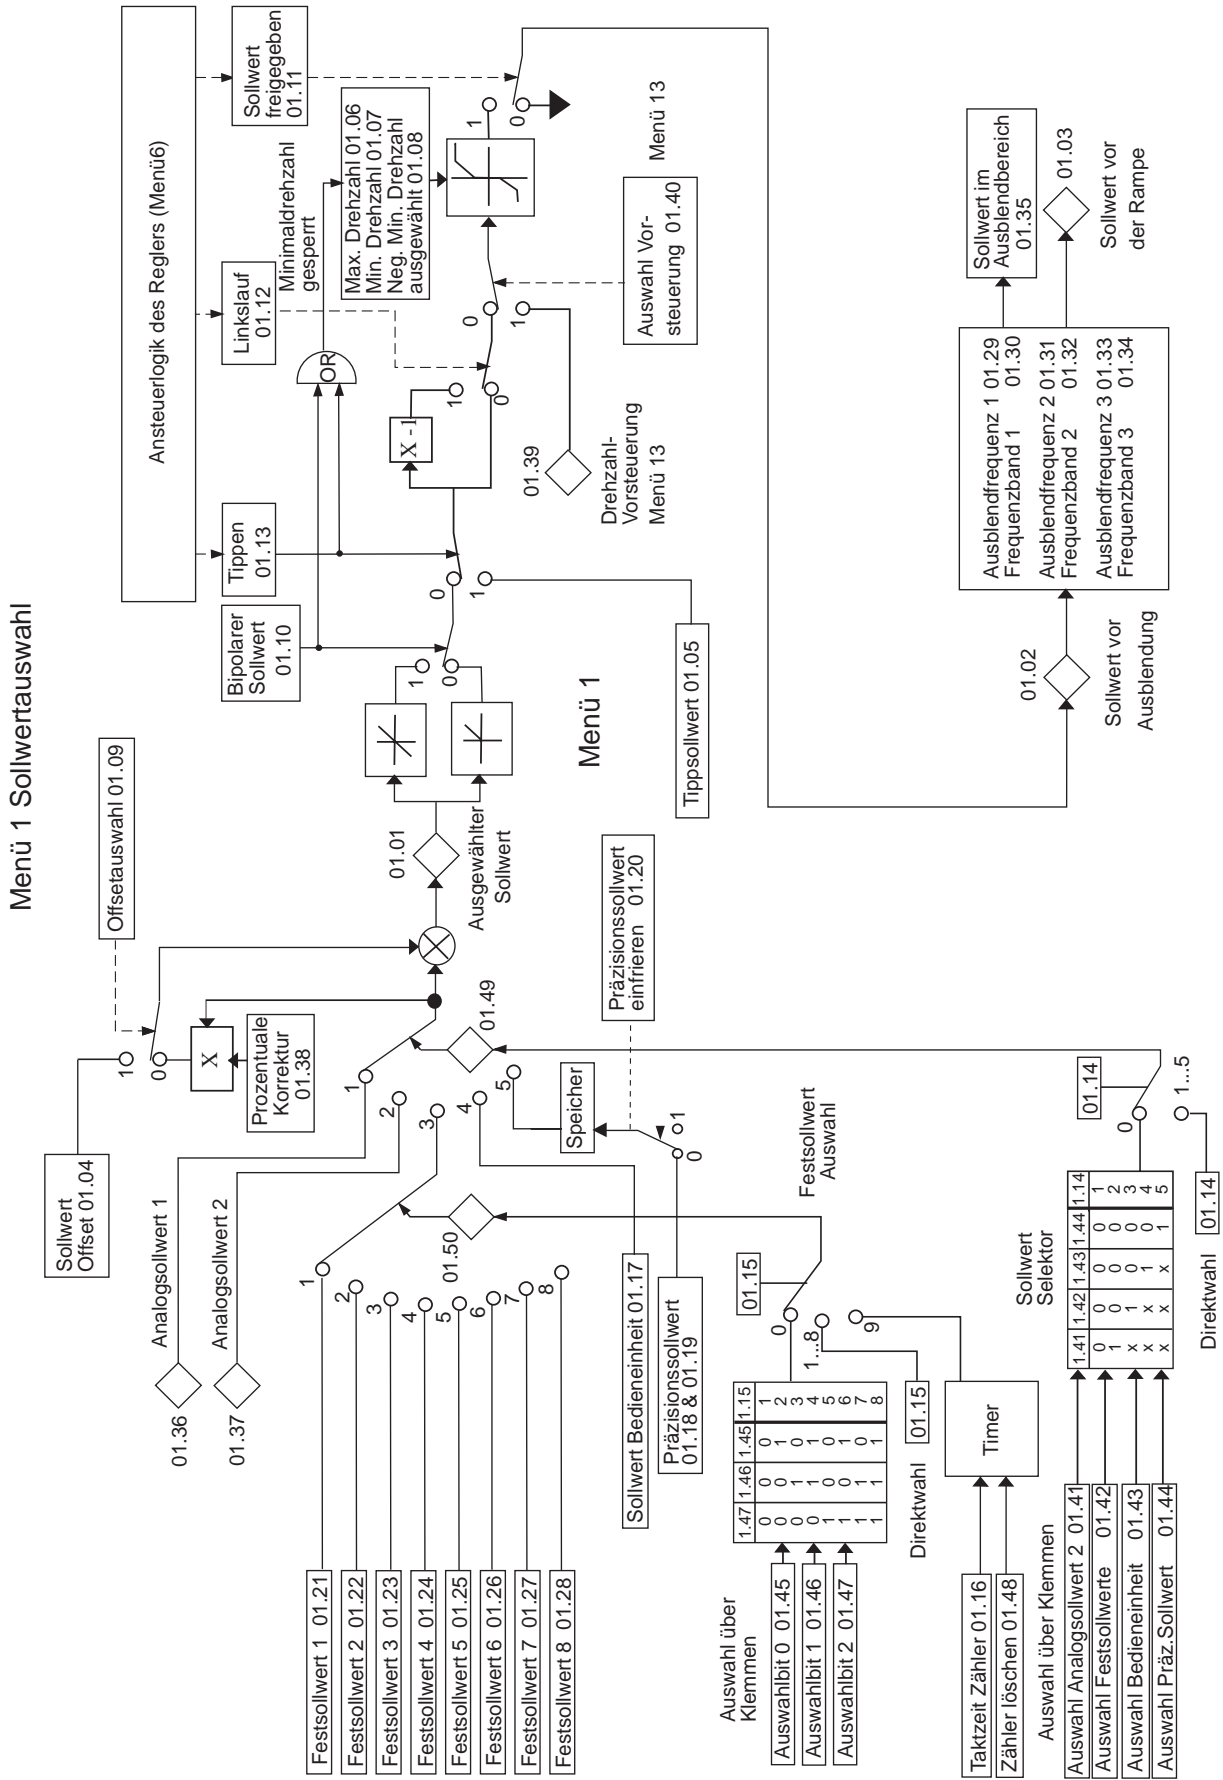 Menü 1 Sollwertauswahl
Ansteuerlogik des Reglers (Menü6)
Sollwert
freigegeben
01.11
Linkslauf
01.12
Minimaldrehzahl
gesperrt
Tippen
01.13
Bipolarer
Sollwert
01.10
Offsetauswahl 01.09
Sollwert
Offset 01.04
Analogsollwert 1
01.36
Analogsollwert 2
01.37
1
0
X
Prozentuale
Korrektur
01.38
01.01
Ausgewählter
Sollwert
1
0
0
1
OR
Max. Drehzahl 01.06
Min. Drehzahl 01.07
Neg. Min. Drehzahl
ausgewählt 01.08
X -1
1
0
0
1
1
0
01.39
Drehzahl-
Vorsteuerung
Menü 13
Auswahl Vor-
steuerung 01.40
Menü 13
Menü 1
Tippsollwert 01.05
1
2
3
4
5
01.49
Präzisionssollwert
einfrieren 01.20
Speicher
0
1
01.50
1
2
3
4
5
6
7
8
Festsollwert 1 01.21
Festsollwert 2 01.22
Festsollwert 3 01.23
Festsollwert 4 01.24
Festsollwert 5 01.25
Festsollwert 6 01.26
Festsollwert 7 01.27
Festsollwert 8 01.28
Sollwert Bedieneinheit 01.17
Präzisionssollwert
01.18 & 01.19
Festsollwert
Auswahl
01.15
0
1...8
9
Auswahl über
Klemmen
Auswahlbit 0 01.45
Auswahlbit 1 01.46
Auswahlbit 2 01.47
1.47 1.46 1.45 1.15
0 0 0 1
0 0 1 2
0 1 0 3
0 1 1 4
1 0 0 5
1 0 1 6
1 1 0 7
1 1 1 8
Direktwahl
01.15
Timer
Taktzeit Zähler 01.16
Zähler löschen 01.48
Auswahl über Klemmen
Auswahl Analogsollwert 2 01.41
Auswahl Festsollwerte 01.42
Auswahl Bedieneinheit 01.43
Auswahl Präz.Sollwert 01.44
Sollwert
Selektor
1.41 1.42 1.43 1.44 1.14
0 0 0 0 1
1 0 0 0 2
x 1 0 0 3
x x 1 0 4
x x x 1 5
01.14
0
1...5
Direktwahl
01.14
01.02
Sollwert vor
Ausblendung
Ausblendfrequenz 1 01.29
Frequenzband 1 01.30
Ausblendfrequenz 2 01.31
Frequenzband 2 01.32
Ausblendfrequenz 3 01.33
Frequenzband 3 01.34
Sollwert im
Ausblendbereich
01.35
01.03
Sollwert vor
der Rampe